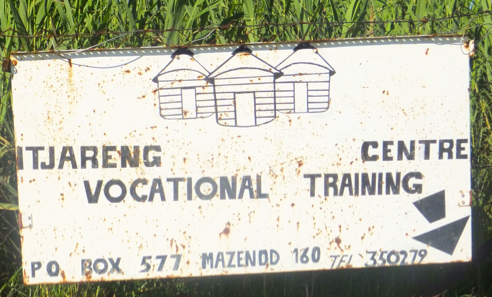 ITJARENG CENTRE
VOCATIONAL TRAINING
PO BOX 577 MAZENOD 160 TEL 350279